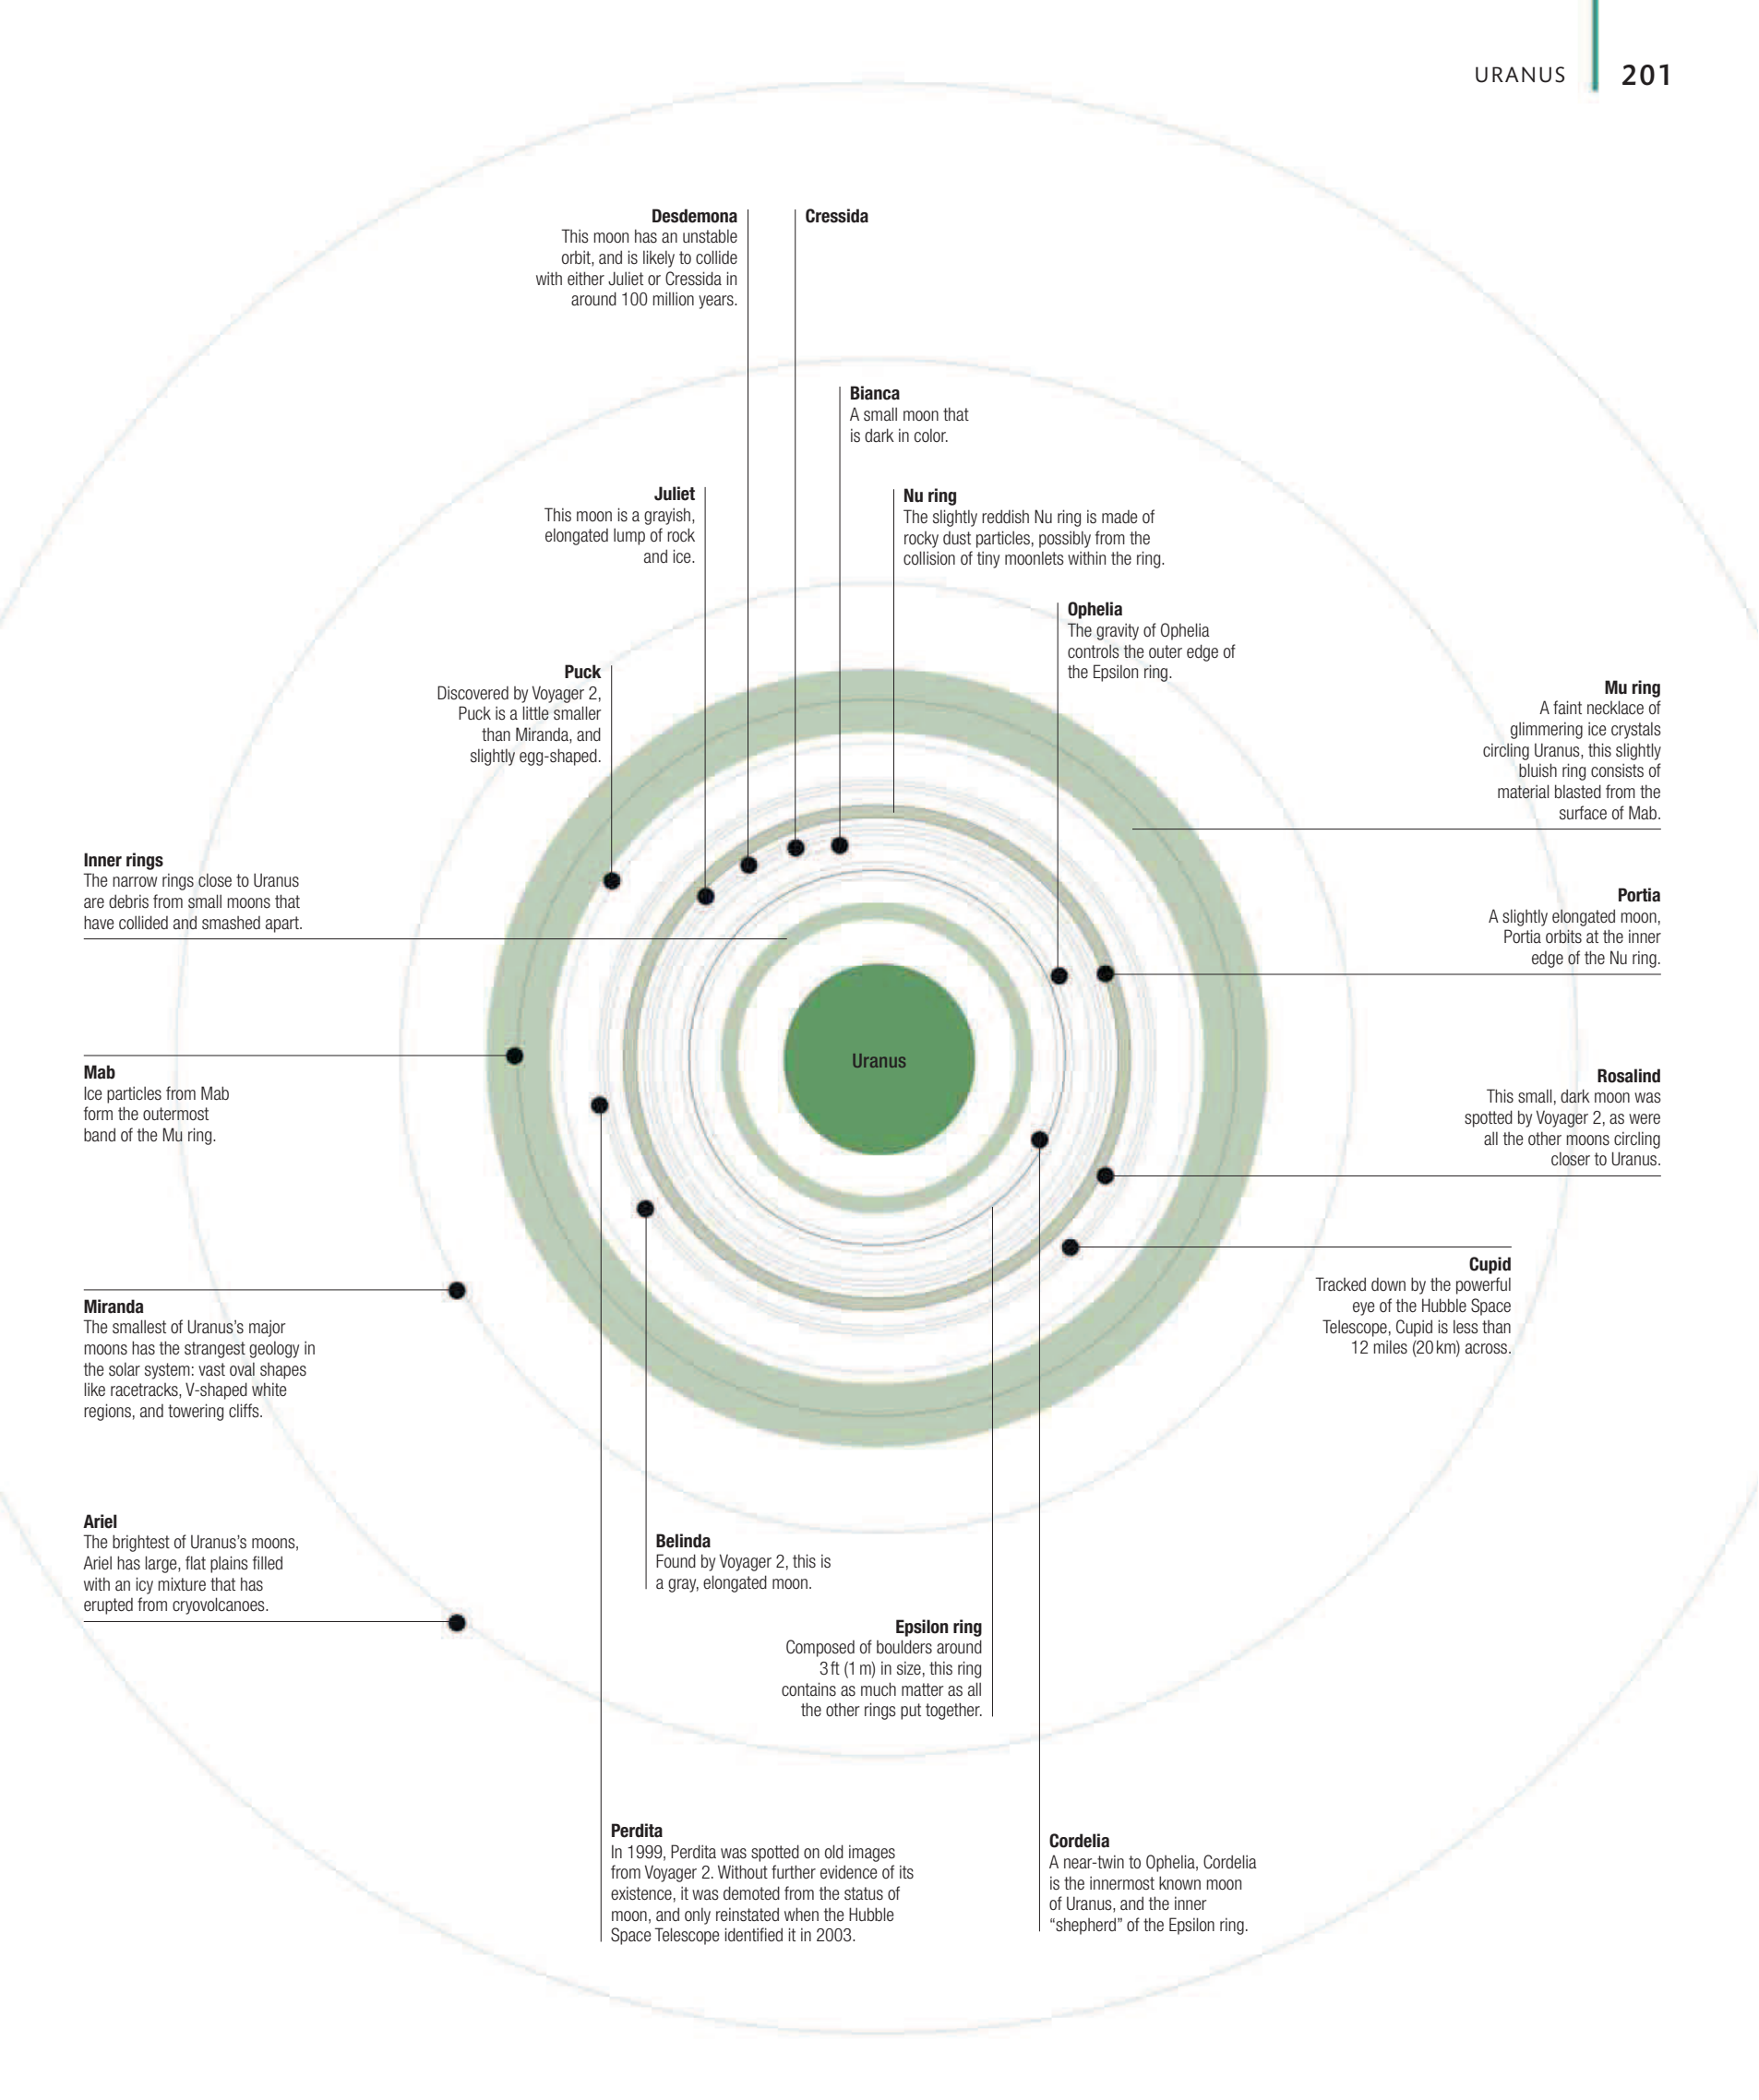 URANUS
201
Desdemona
This moon has an unstable
orbit, and is likely to collide
with either Juliet or Cressida in
around 100 million years.
Cressida
Bianca
A small moon that
is dark in color.
Juliet
This moon is a grayish,
elongated lump of rock
and ice.
Nu ring
The slightly reddish Nu ring is made of
rocky dust particles, possibly from the
collision of tiny moonlets within the ring.
Ophelia
The gravity of Ophelia
controls the outer edge of
the Epsilon ring.
Puck
Discovered by Voyager 2,
Puck is a little smaller
than Miranda, and
slightly egg-shaped.
Mu ring
A faint necklace of
glimmering ice crystals
circling Uranus, this slightly
bluish ring consists of
material blasted from the
surface of Mab.
Inner rings
The narrow rings close to Uranus
are debris from small moons that
have collided and smashed apart.
Portia
A slightly elongated moon,
Portia orbits at the inner
edge of the Nu ring.
Uranus
Mab
Ice particles from Mab
form the outermost
band of the Mu ring.
Rosalind
This small, dark moon was
spotted by Voyager 2, as were
all the other moons circling
closer to Uranus.
Cupid
Tracked down by the powerful
eye of the Hubble Space
Telescope, Cupid is less than
12 miles (20 km) across.
Miranda
The smallest of Uranus's major
moons has the strangest geology in
the solar system: vast oval shapes
like racetracks, V-shaped white
regions, and towering cliffs.
Ariel
The brightest of Uranus's moons,
Ariel has large, flat plains filled
with an icy mixture that has
erupted from cryovolcanoes.
Belinda
Found by Voyager 2, this is
a gray, elongated moon.
Epsilon ring
Composed of boulders around
3 ft (1 m) in size, this ring
contains as much matter as all
the other rings put together.
Perdita
In 1999, Perdita was spotted on old images
from Voyager 2. Without further evidence of its
existence, it was demoted from the status of
moon, and only reinstated when the Hubble
Space Telescope identified it in 2003.
Cordelia
A near-twin to Ophelia, Cordelia
is the innermost known moon
of Uranus, and the inner
“shepherd” of the Epsilon ring.